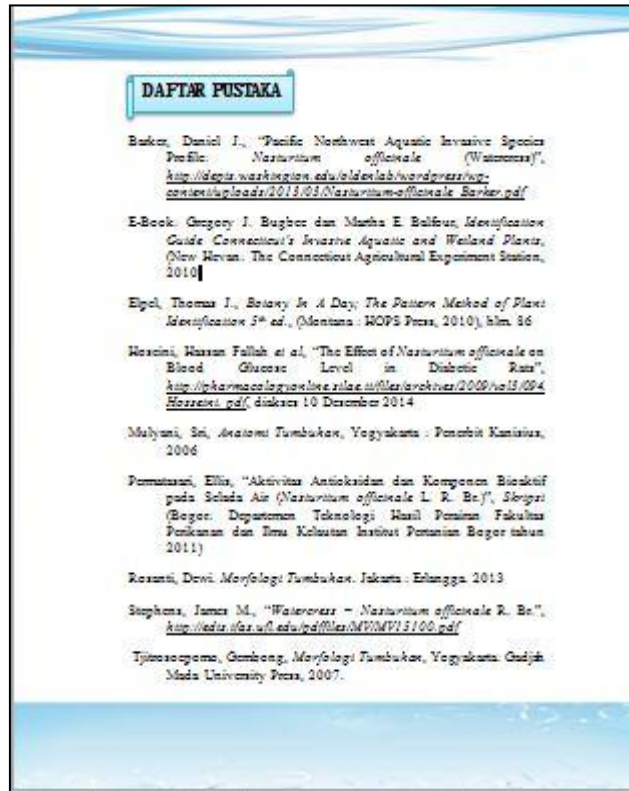 DAFTAR PUSTAKA
Barker, Daniel J., “Pacific Northwest Aquatic Invasive Species
Profile: Nasturtium officinale (Watercress)”,
http://depts.washington.edu/oldenlab/wordpress/wp-
content/uploads/2013/03/Nasturtium-officinale_Barker.pdf
E-Book: Gregory J. Bugbee dan Martha E. Balfour, Identification
Guide Connecticut's Invasive Aquatic and Wetland Plants,
(New Hevan: The Connecticut Agricultural Experiment Station,
2010
Elpel, Thomas J., Botany In A Day; The Pattern Method of Plant
Identification 5th ed., (Montana : HOPS Press, 2010), hlm. 86
Hoseini, Hassan Fallah et al, “The Effect of Nasturtium officinale on
Blood Glucose Level in Diabetic Rats”,
http://pharmacologyonline.silae.it/files/archives/2009/vol3/094.
Hosseini. pdf, diakses 10 Desember 2014
Mulyani, Sri, Anatomi Tumbuhan, Yogyakarta : Penerbit Kanisius,
2006
Permatasari, Ellis, “Aktivitas Antioksidan dan Komponen Bioaktif
pada Selada Air (Nasturtium officinale L. R. Br.)”, Skripsi
(Bogor: Departemen Teknologi Hasil Perairan Fakultas
Perikanan dan Ilmu Kelautan Institut Pertanian Bogor tahun
2011)
Rosanti, Dewi. Morfologi Tumbuhan. Jakarta : Erlangga. 2013
Stephens, James M., “Watercress – Nasturtium officinale R. Br.”,
http://edis.ifas.ufl.edu/pdffiles/MV/MV15100.pdf
Tjitrosoepomo, Gembong, Morfologi Tumbuhan, Yogyakarta: Gadjah
Mada University Press, 2007.